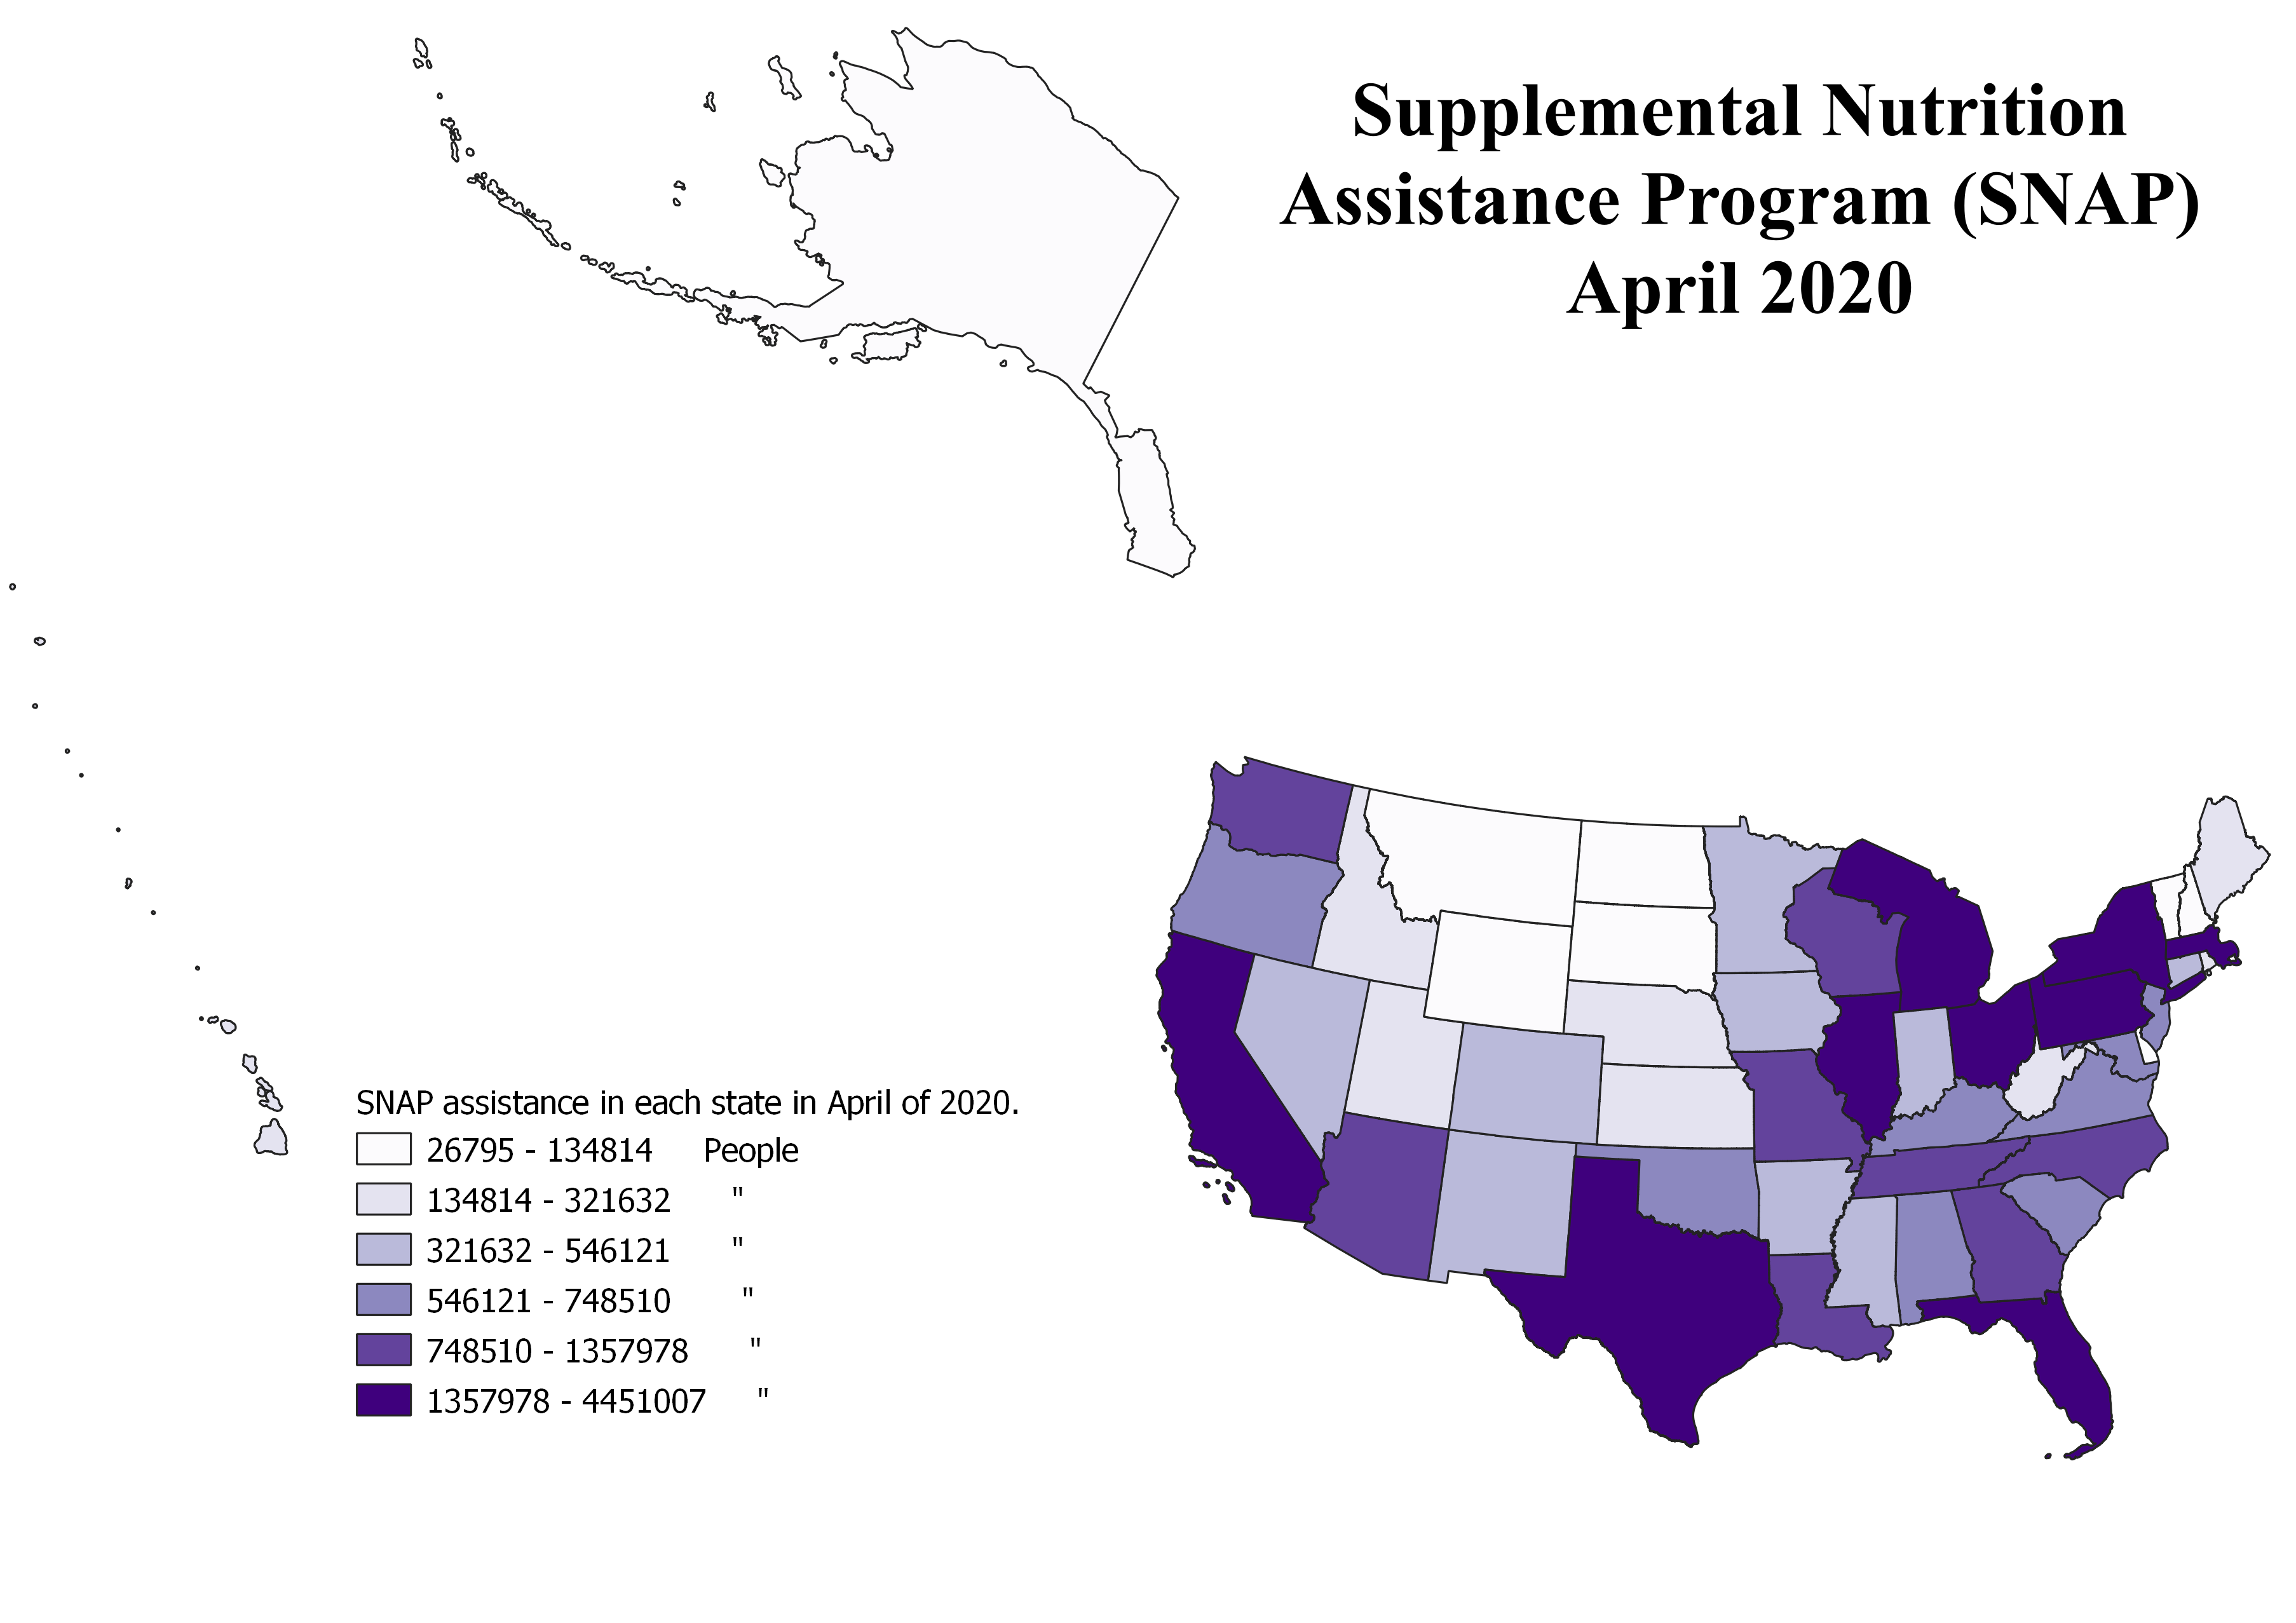 Supplemental Nutrition
Assistance Program (SNAP)
April 2020
SNAP assistance in each state in April of 2020.
26795 - 134814 People
134814 - 321632 "
321632 - 546121 "
546121 - 748510 "
748510 - 1357978 "
1357978 - 4451007 "